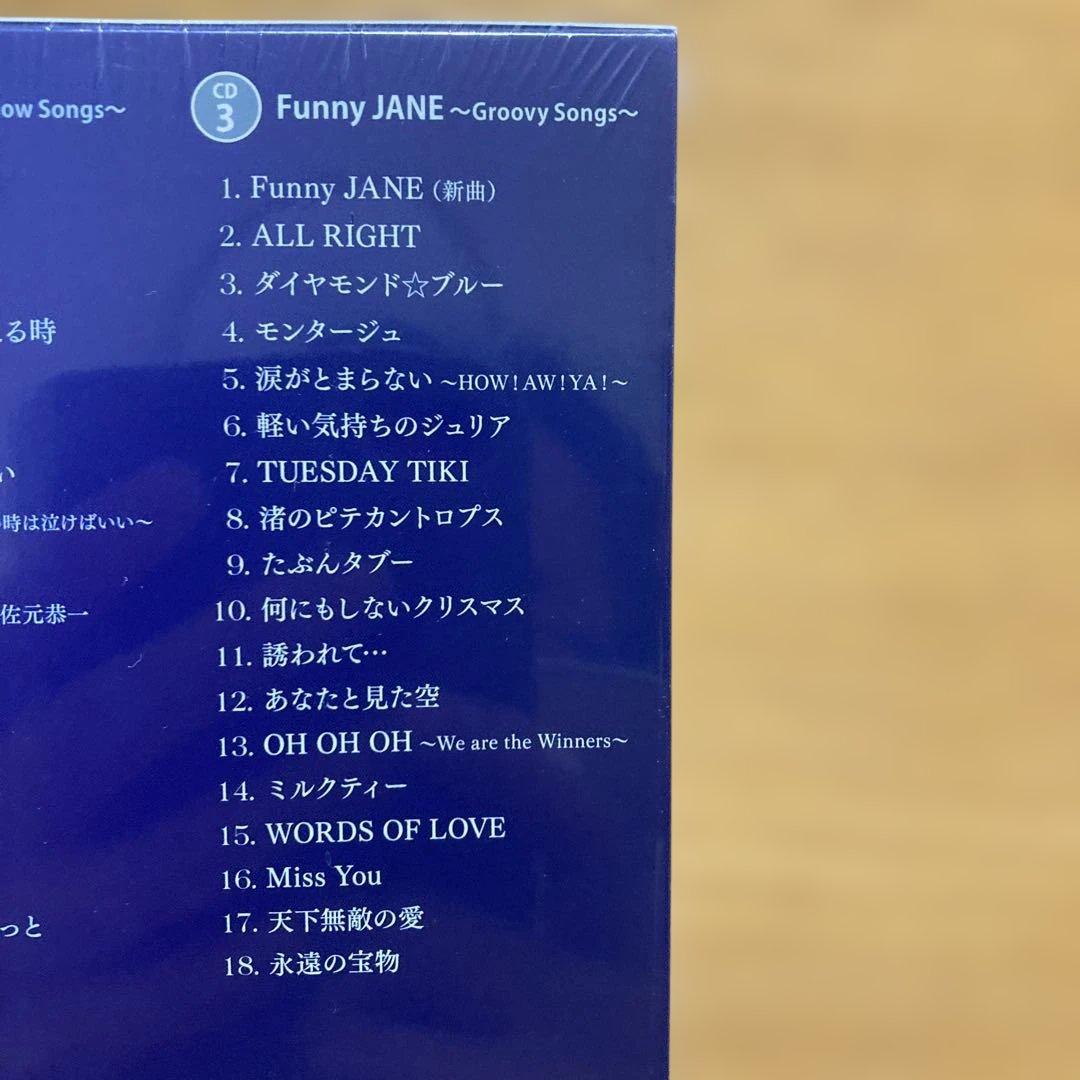 ow Songs～
る時
い
時は泣けばいい～
佐元恭一
っと
CD
3
Funny JANE ～Groovy Songs～
1. Funny JANE（新曲）
2. ALL RIGHT
3. ダイヤモンド☆ブルー
4. モンタージュ
5. 涙がとまらない ～HOW！AW！YA！～
6. 軽い気持ちのジュリア
7. TUESDAY TIKI
8. 渚のピテカントロプス
9. たぶんタブー
10. 何にもしないクリスマス
11. 誘われて…
12. あなたと見た空
13. OH OH OH ～We are the Winners～
14. ミルクティー
15. WORDS OF LOVE
16. Miss You
17. 天下無敵の愛
18. 永遠の宝物